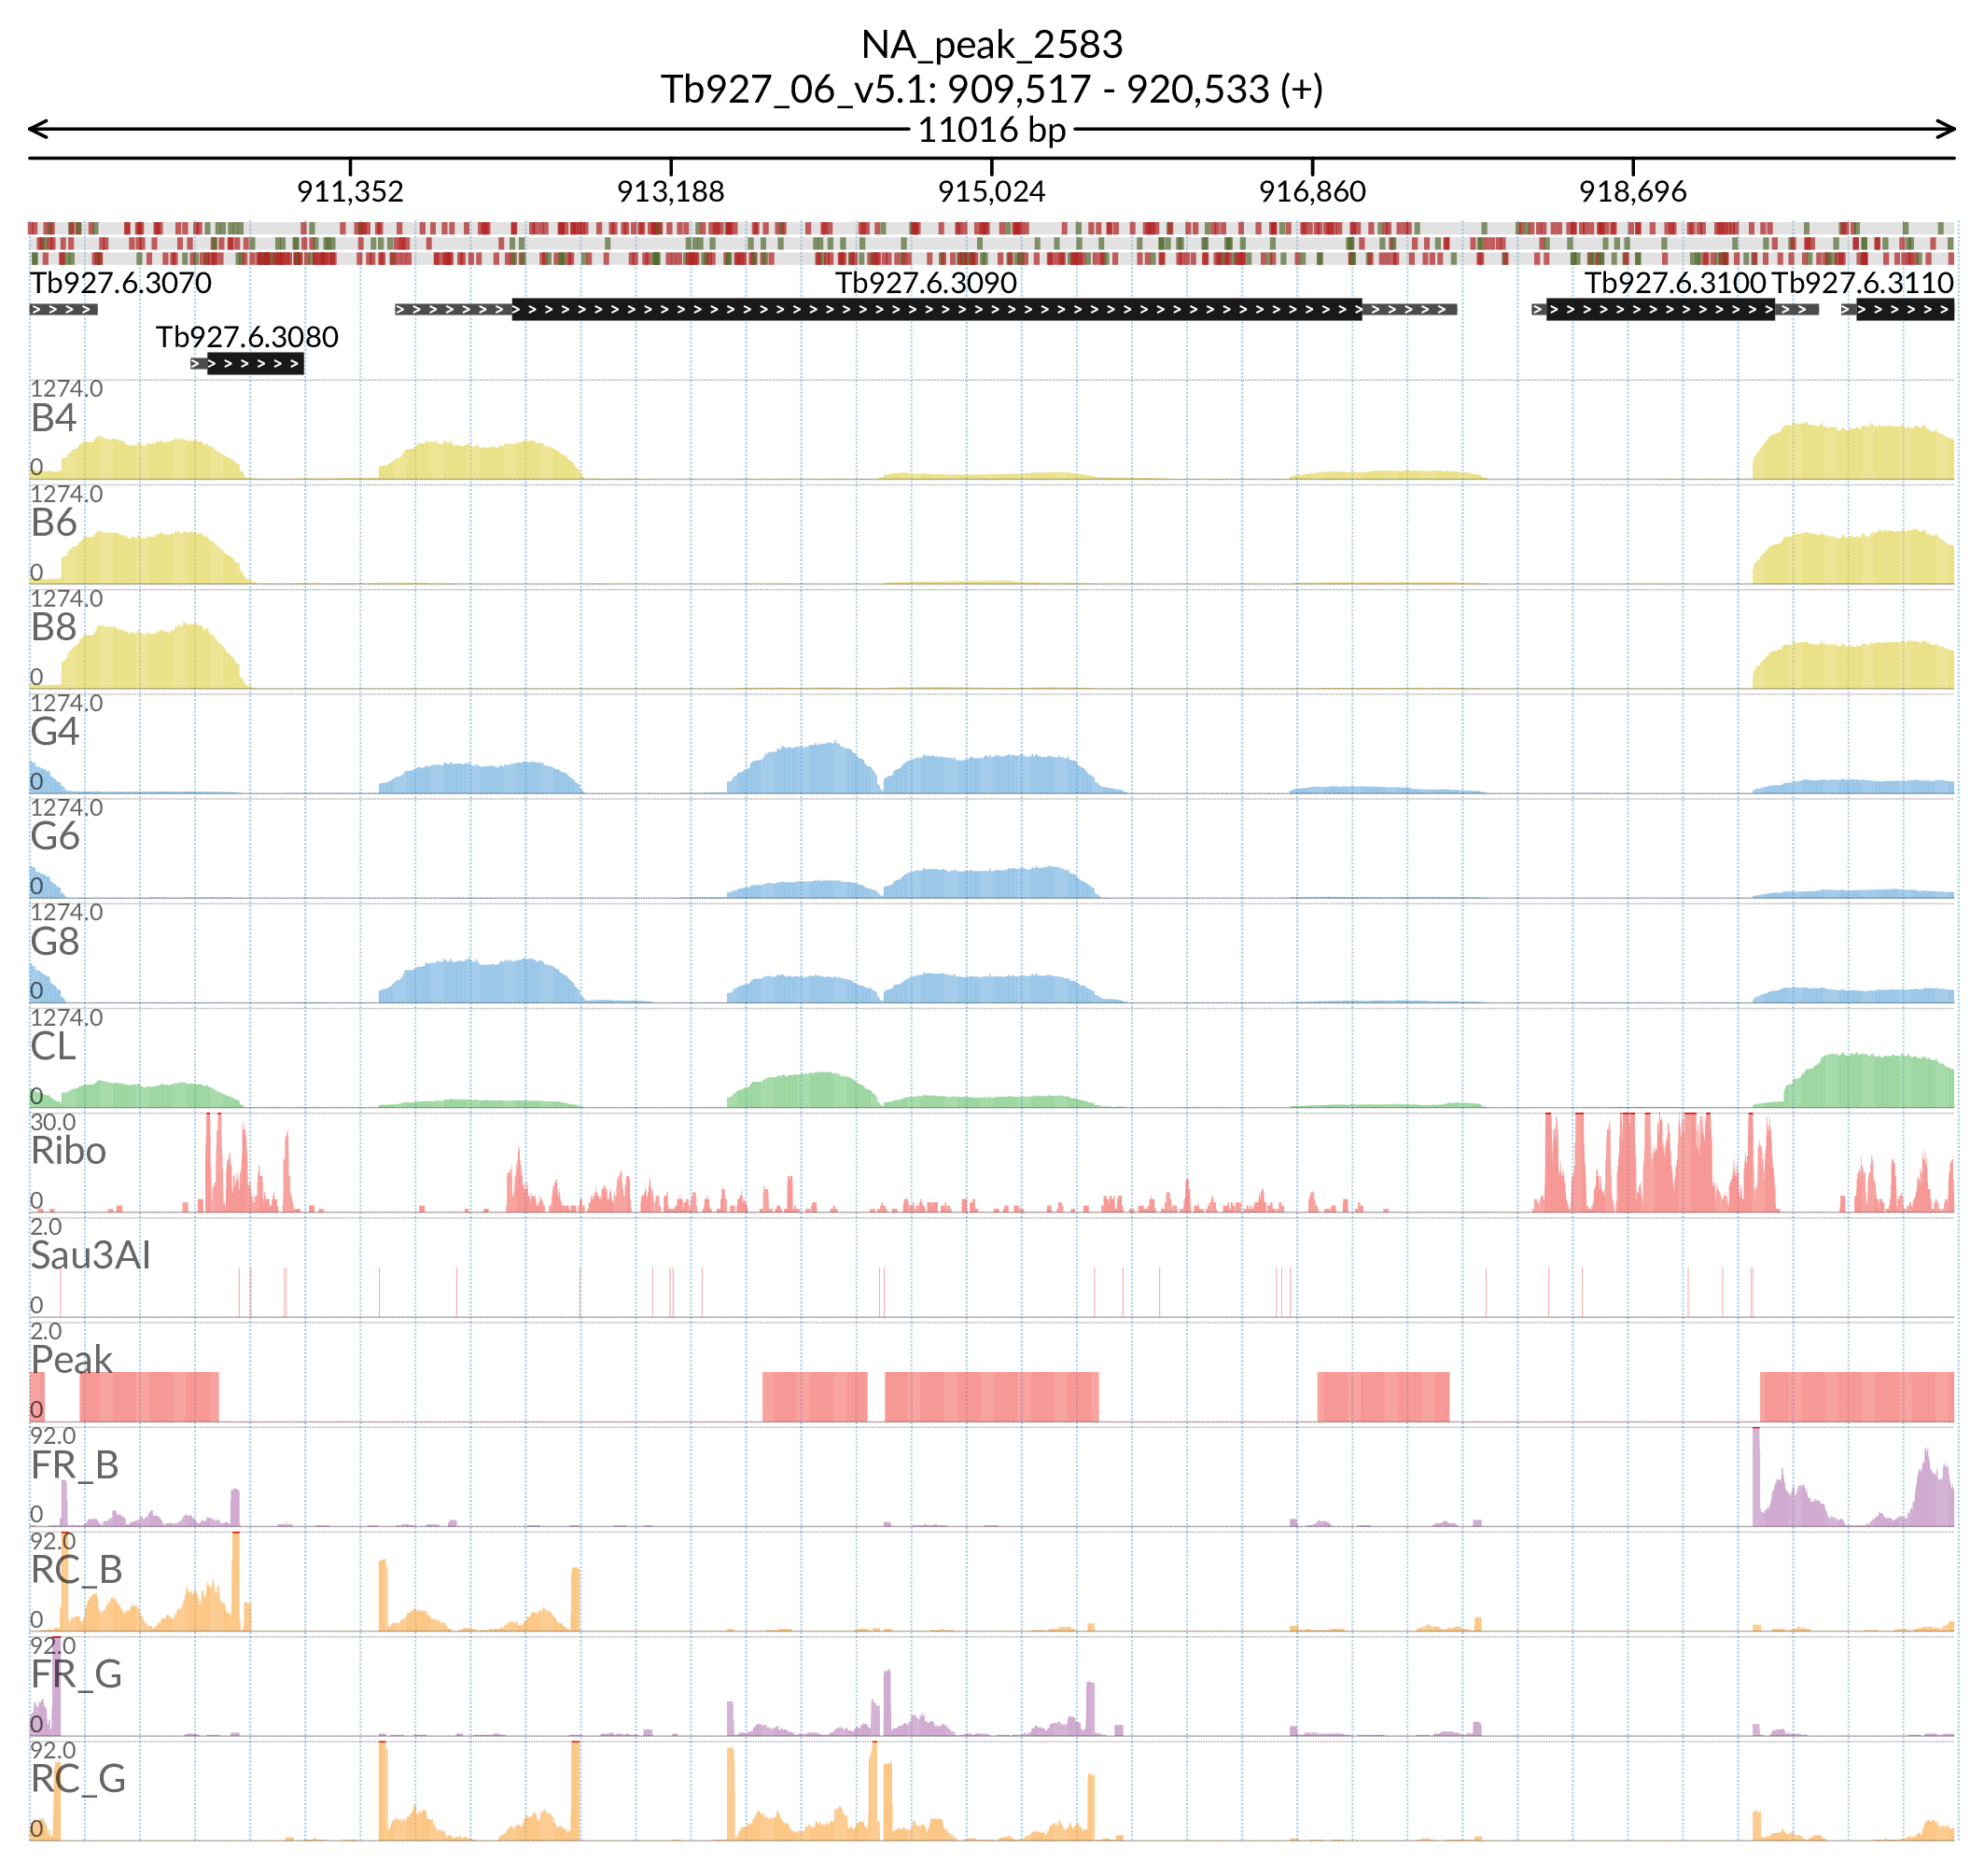 NA_peak_2583
Tb927_06_v5.1: 909,517 - 920,533 (+)
11016 bp
911,352 913,188 915,024 916,860 918,696
Tb927.6.3070 Tb927.6.3090 Tb927.6.3100 Tb927.6.3110
Tb927.6.3080
1274.0
B4
0
1274.0
B6
0
1274.0
B8
0
1274.0
G4
0
1274.0
G6
0
1274.0
G8
0
1274.0
CL
0
30.0
Ribo
0
2.0
Sau3AI
0
2.0
Peak
0
92.0
FR_B
0
92.0
RC_B
0
92.0
FR_G
0
92.0
RC_G
0